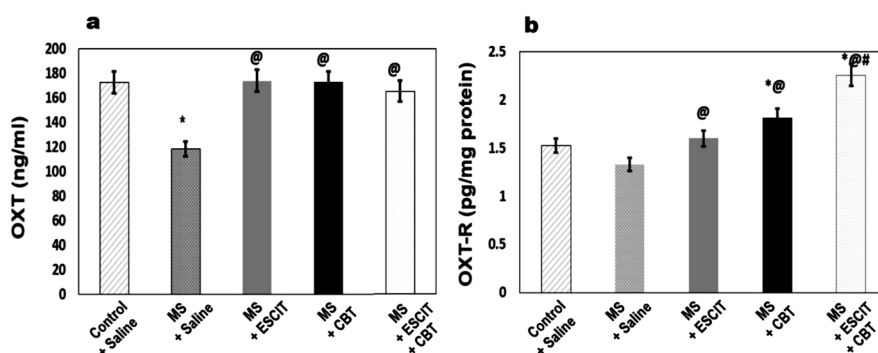 a
OXT (ng/ml)
200
180
160
140
120
100
80
60
40
20
0
*
@
@
@
Control
+ Saline
MS
+ Saline
MS
+ ESCIT
MS
+ CBT
MS
+ ESCIT
+ CBT
b
OXT-R (pg/mg protein)
2.5
2
1.5
1
0.5
0
@
*@
*@#
Control
+ Saline
MS
+ Saline
MS
+ ESCIT
MS
+ CBT
MS
+ ESCIT
+ CBT